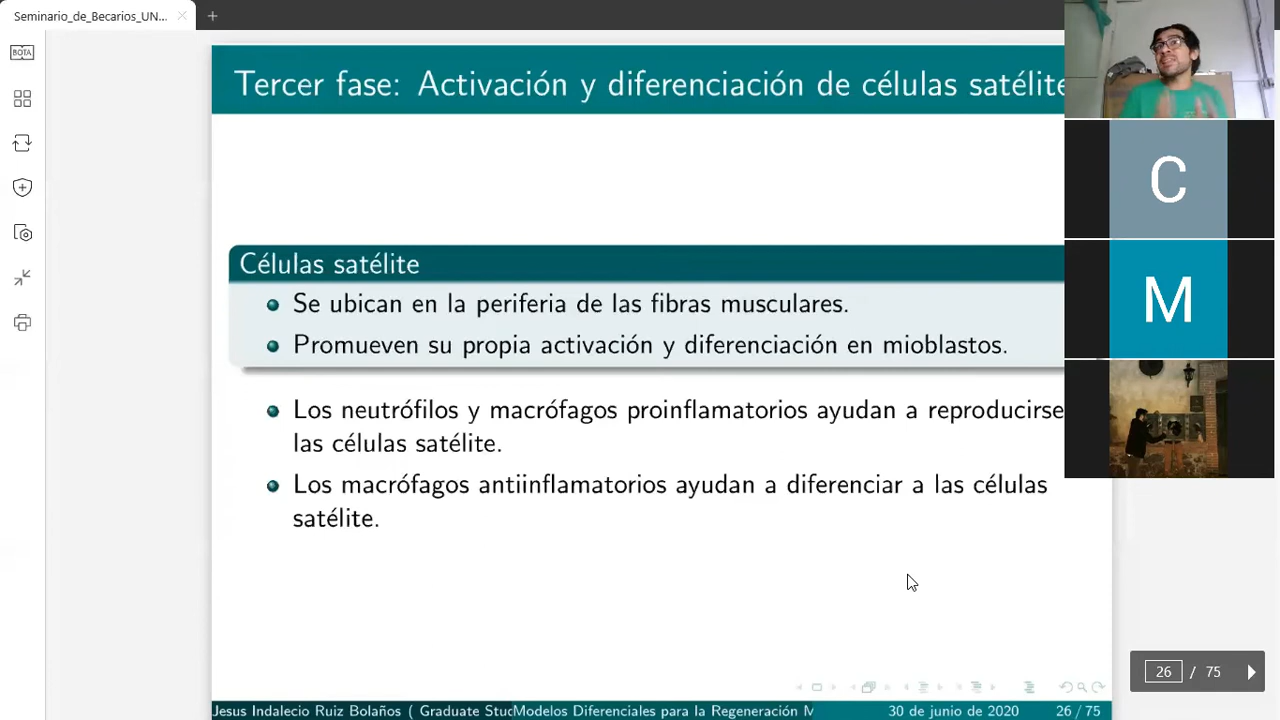 Seminario_de_Becarios_UN...
BOTA
Tercer fase: Activación y diferenciación de células satélite
Células satélite
Se ubican en la periferia de las fibras musculares.
Promueven su propia activación y diferenciación en mioblastos.
Los neutrófilos y macrófagos proinflamatorios ayudan a reproducirse
las células satélite.
Los macrófagos antiinflamatorios ayudan a diferenciar a las células
satélite.
C
M
26 / 75
Jesus Indalecio Ruiz Bolaños ( Graduate Stud Modelos Diferenciales para la Regeneración M 30 de junio de 2020 26 / 75